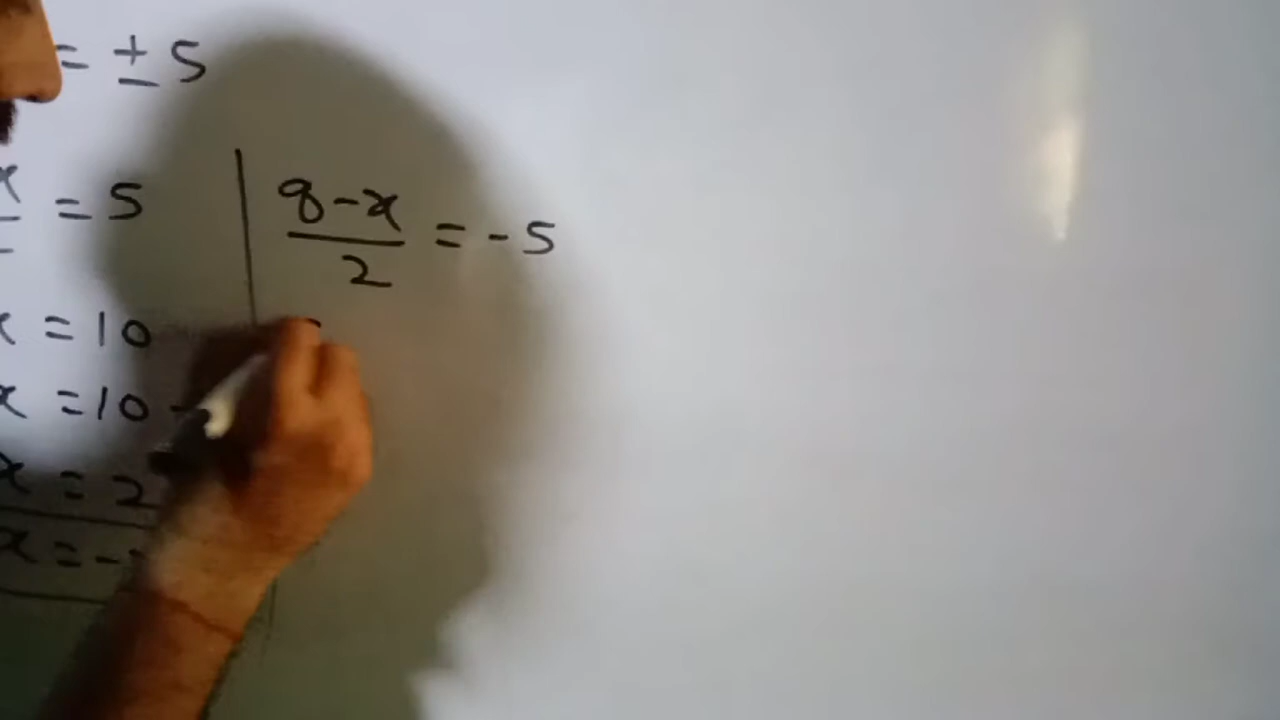 = ± 5
x = 5
x = 10
x = 10 -
x = 2
x = -
8-x/2 = -5